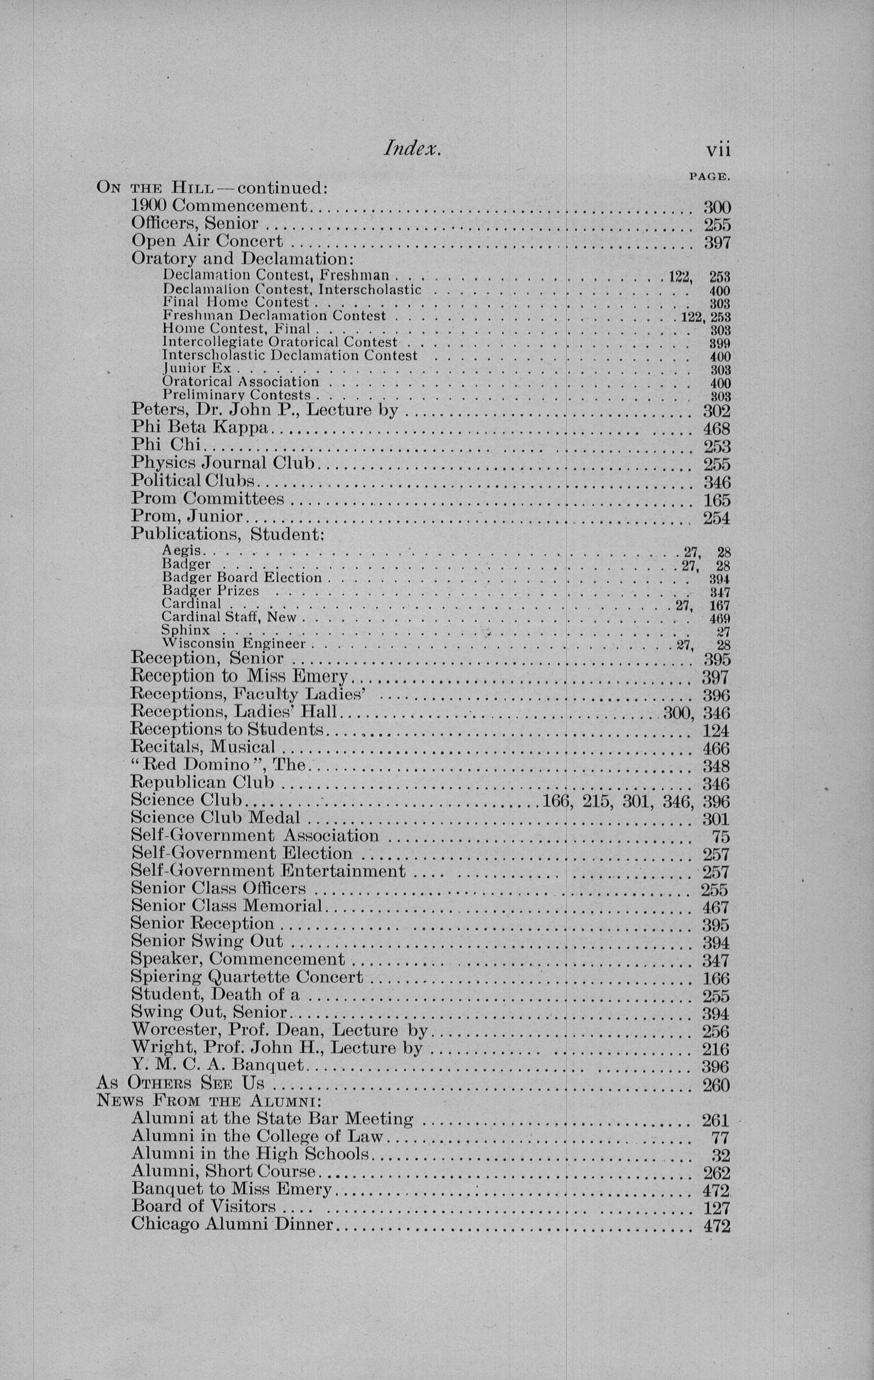 Index. vii
PAGE.
ON THE HILL — continued:
1900 Commencement 300
Officers, Senior 255
Open Air Concert 397
Oratory and Declamation:
Declamation Contest, Freshman 122, 253
Declamation Contest, Interscholastic 400
Final Home Contest 303
Freshman Declamation Contest 122, 253
Home Contest, Final 303
Intercollegiate Oratorical Contest 399
Interscholastic Declamation Contest 400
Junior Ex 303
Oratorical Association 400
Preliminary Contests 303
Peters, Dr. John P., Lecture by 302
Phi Beta Kappa 468
Phi Chi 253
Physics Journal Club 255
Political Clubs 346
Prom Committees 165
Prom, Junior 254
Publications, Student:
Aegis 27, 28
Badger 27, 28
Badger Board Election 394
Badger Prizes 347
Cardinal 27, 167
Cardinal Staff, New 469
Sphinx 27
Wisconsin Engineer 27, 28
Reception, Senior 395
Reception to Miss Emery 397
Receptions, Faculty Ladies' 396
Receptions, Ladies' Hall 300, 346
Receptions to Students 124
Recitals, Musical 466
"Red Domino", The 348
Republican Club 346
Science Club 166, 215, 301, 346, 396
Science Club Medal 301
Self-Government Association 75
Self-Government Election 257
Self-Government Entertainment 257
Senior Class Officers 255
Senior Class Memorial 467
Senior Reception 395
Senior Swing Out 394
Speaker, Commencement 347
Spiering Quartette Concert 166
Student, Death of a 255
Swing Out, Senior 394
Worcester, Prof. Dean, Lecture by 256
Wright, Prof. John H., Lecture by 216
Y. M. C. A. Banquet 396
AS OTHERS SEE US 260
NEWS FROM THE ALUMNI:
Alumni at the State Bar Meeting 261
Alumni in the College of Law 77
Alumni in the High Schools 32
Alumni, Short Course 262
Banquet to Miss Emery 472
Board of Visitors 127
Chicago Alumni Dinner 472